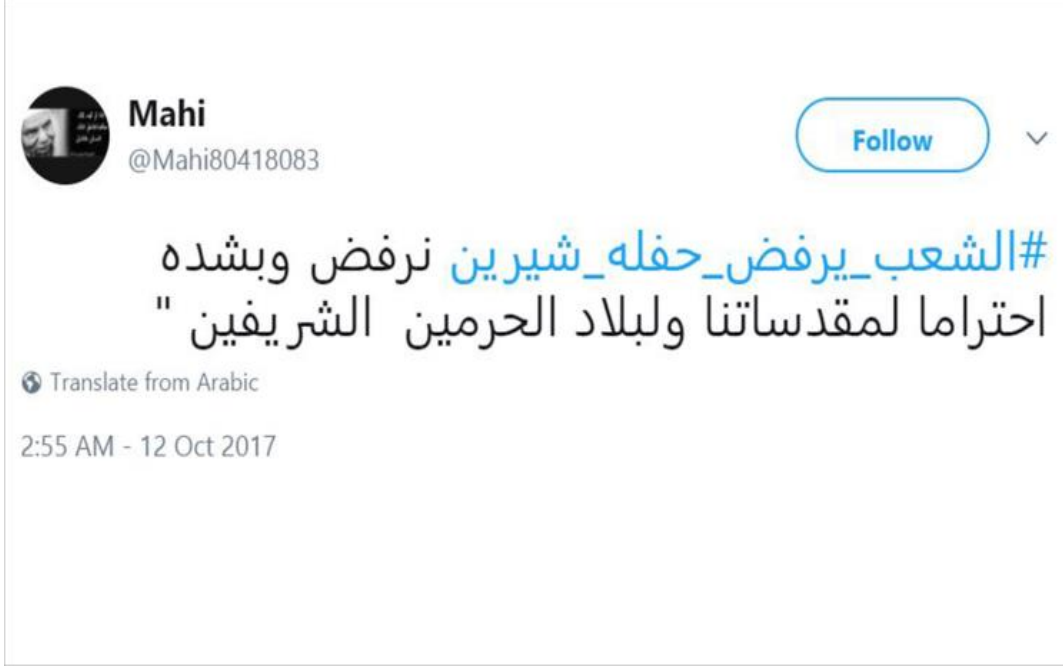 Mahi
@Mahi80418083
Follow
#الشعب_يرفض_حفله_شيرين نرفض وبشده
احتراما لمقدساتنا ولبلاد الحرمين الشريفين "
Translate from Arabic
2:55 AM - 12 Oct 2017